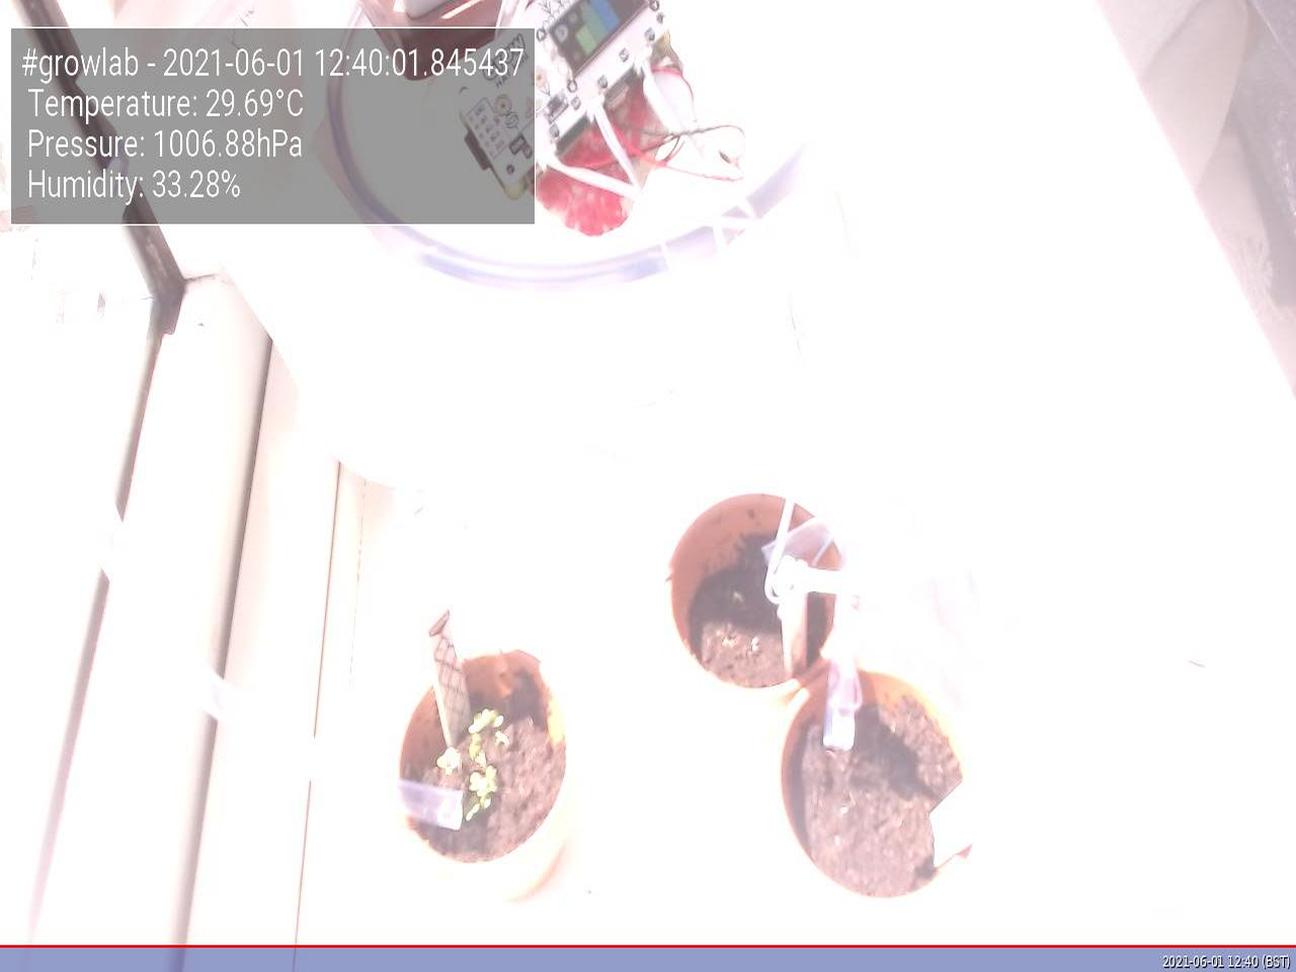 #growlab - 2021-06-01 12:40:01.845437
Temperature: 29.69°C
Pressure: 1006.88hPa
Humidity: 33.28%
2021-06-01 12:40 (BST)